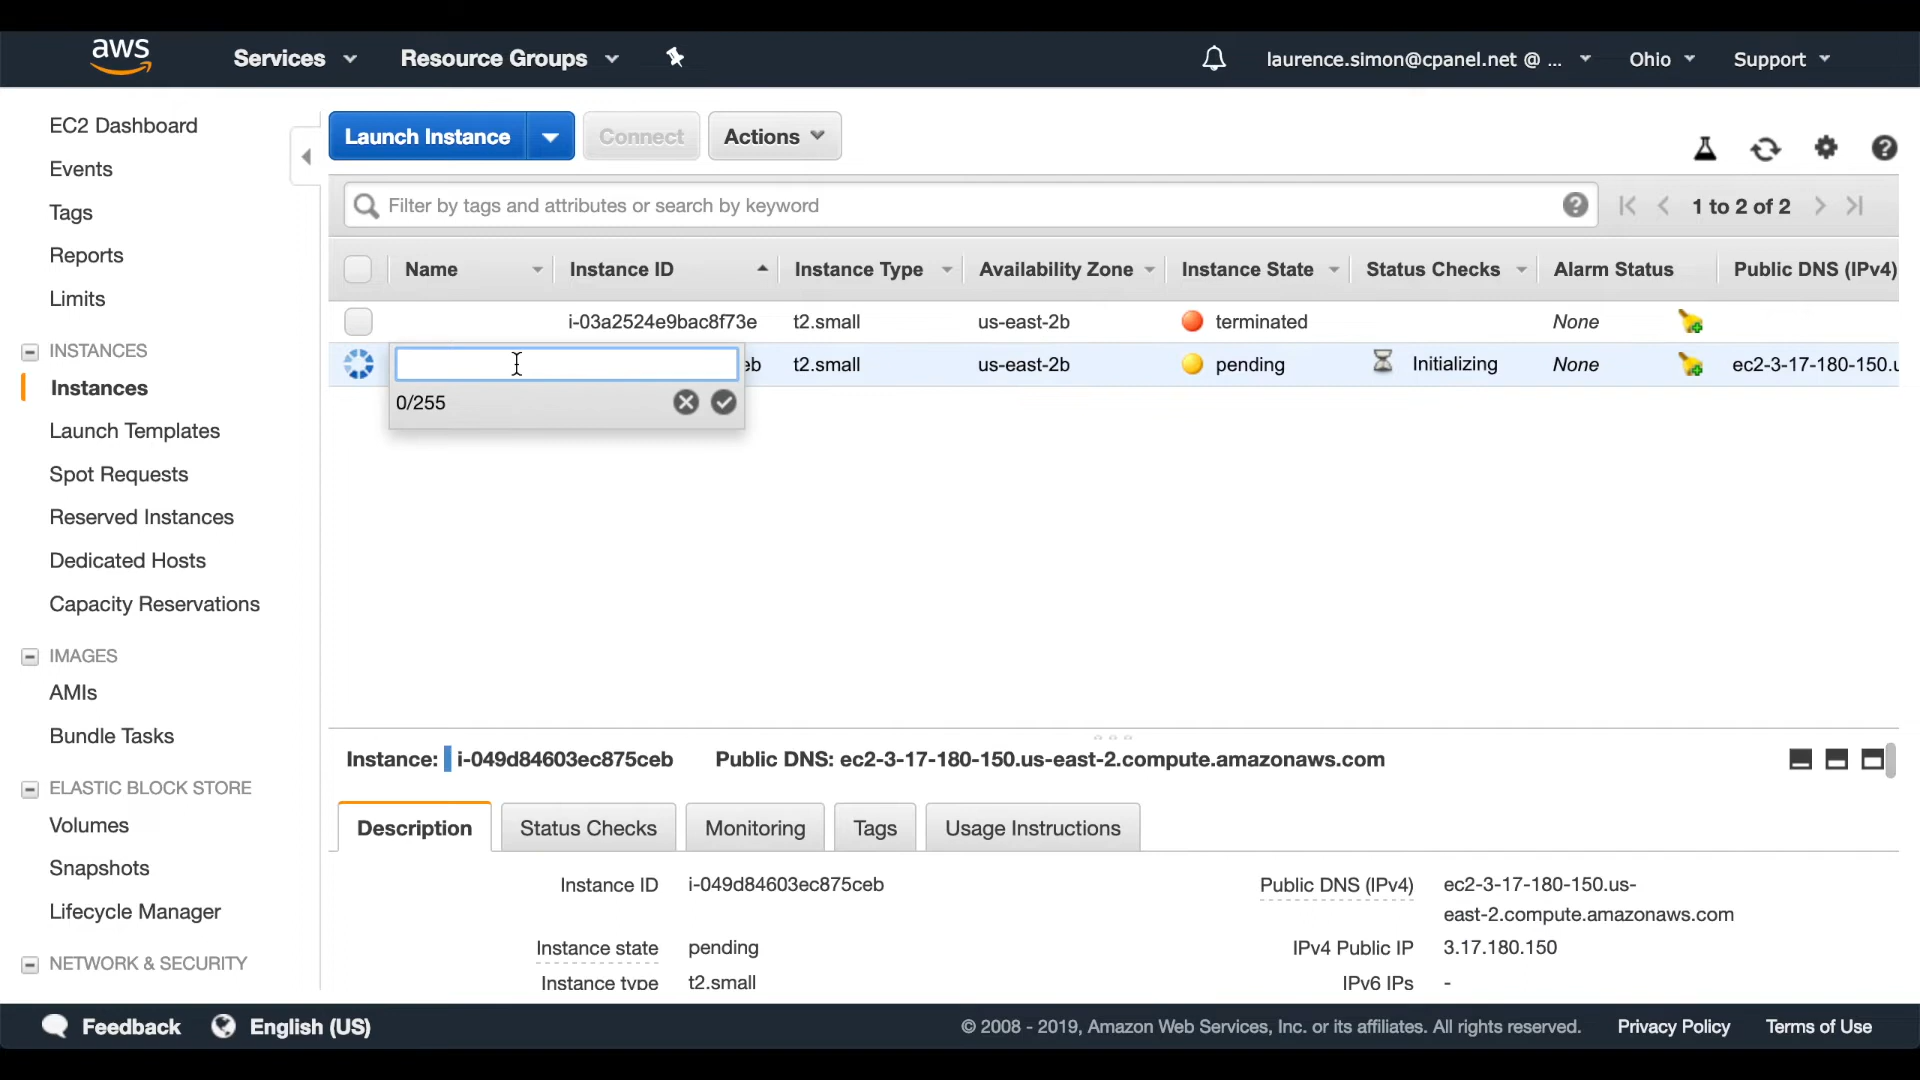 aws Services Resource Groups laurence.simon@cpanel.net @ ... Ohio Support
EC2 Dashboard
Events
Tags
Reports
Limits
INSTANCES
Instances
Launch Templates
Spot Requests
Reserved Instances
Dedicated Hosts
Capacity Reservations
IMAGES
AMIs
Bundle Tasks
ELASTIC BLOCK STORE
Volumes
Snapshots
Lifecycle Manager
NETWORK & SECURITY
Launch Instance Connect Actions
Filter by tags and attributes or search by keyword 1 to 2 of 2
Name Instance ID Instance Type Availability Zone Instance State Status Checks Alarm Status Public DNS (IPv4)
i-03a2524e9bac8f73e t2.small us-east-2b terminated None
eb t2.small us-east-2b pending Initializing None ec2-3-17-180-150.u
0/255
Instance: i-049d84603ec875ceb Public DNS: ec2-3-17-180-150.us-east-2.compute.amazonaws.com
Description Status Checks Monitoring Tags Usage Instructions
Instance ID i-049d84603ec875ceb Public DNS (IPv4) ec2-3-17-180-150.us-
east-2.compute.amazonaws.com
Instance state pending IPv4 Public IP 3.17.180.150
Instance type t2.small IPv6 IPs -
Feedback English (US) © 2008 - 2019, Amazon Web Services, Inc. or its affiliates. All rights reserved. Privacy Policy Terms of Use